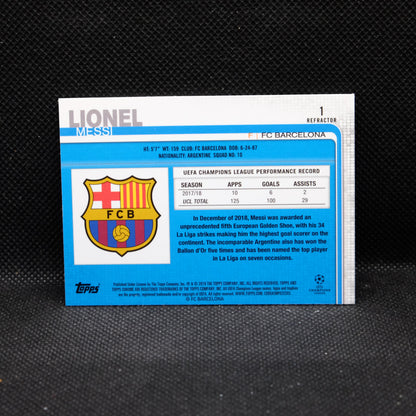 LIONEL
MESSI
1
REFRACTOR
FC BARCELONA
HT: 5'7" WT: 159 CLUB: FC BARCELONA DOB: 6-24-87
NATIONALITY: ARGENTINE SQUAD NO: 10
UEFA CHAMPIONS LEAGUE PERFORMANCE RECORD
SEASON APPS GOALS ASSISTS
2017/18 10 6 2
UCL TOTAL 125 100 29
FCB
In December of 2018, Messi was awarded an
unprecedented fifth European Golden Shoe, with his 34
La Liga strikes making him the highest goal scorer on the
continent. The incomparable Argentine also has won the
Ballon d'Or five times and has been named the top player
in La Liga on seven occasions.
Topps
© FC BARCELONA
CHAMPIONS
LEAGUE